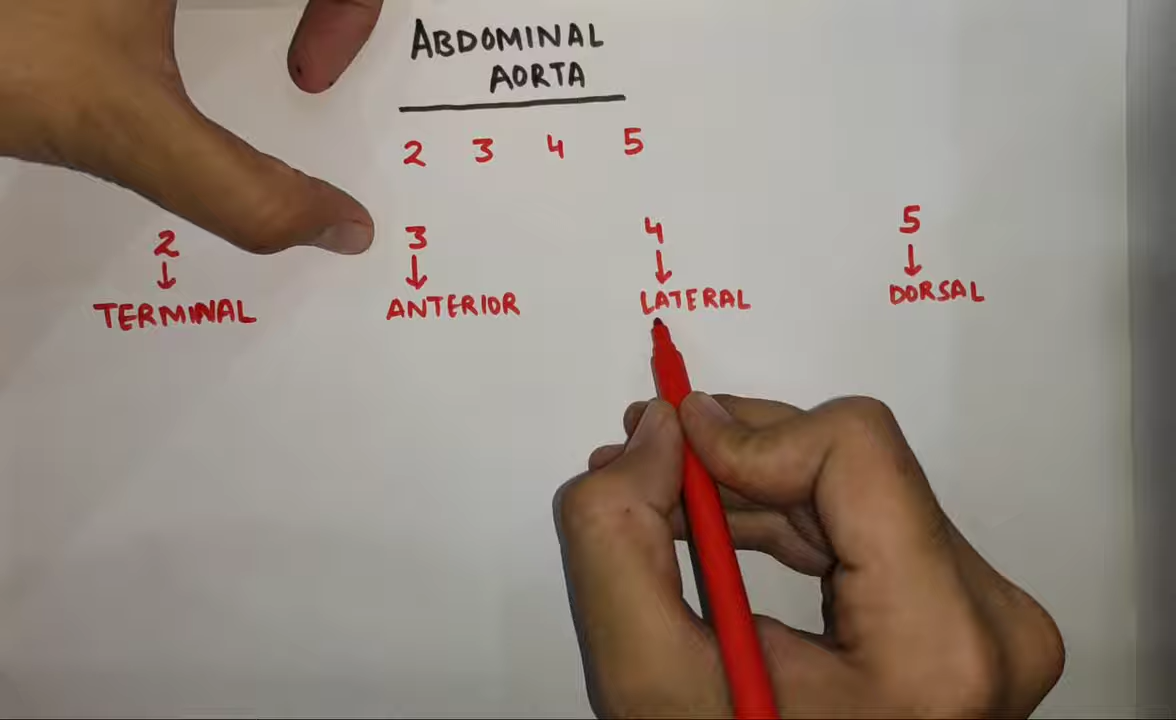 ABDOMINAL
AORTA
2 3 4 5
2 3 4 5
TERMINAL ANTERIOR LATERAL DORSAL